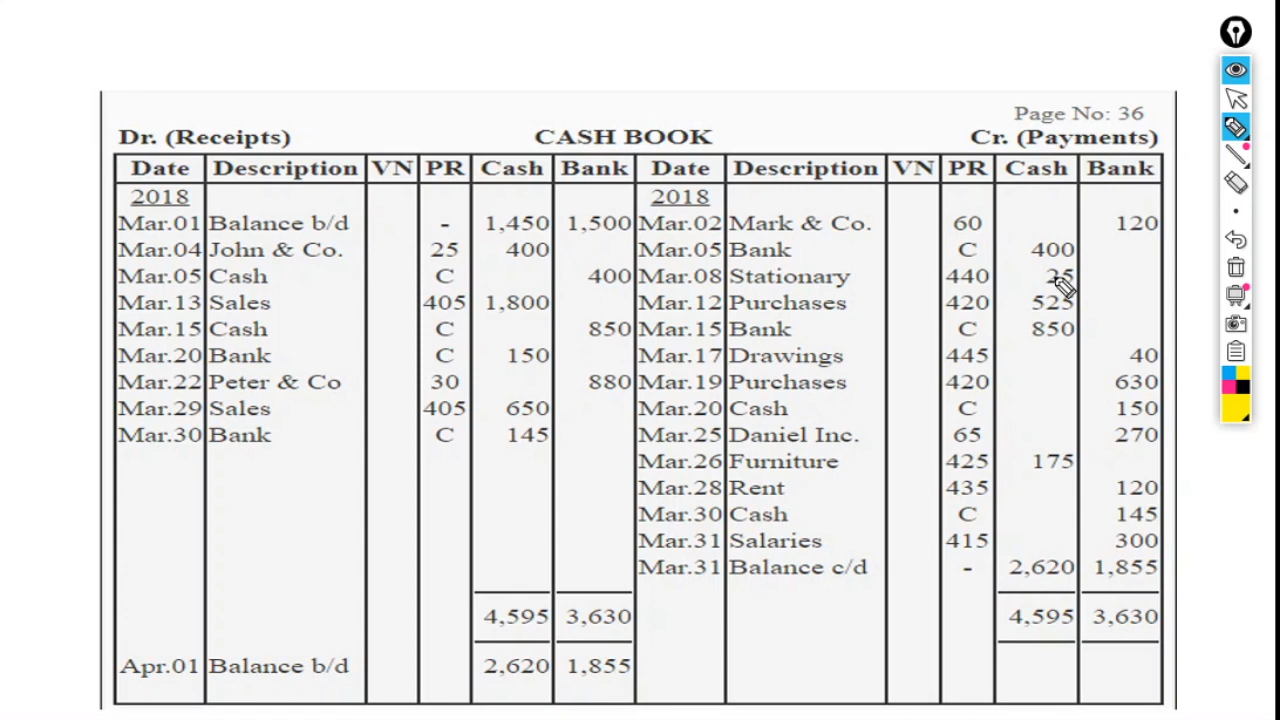 Page No: 36
Dr. (Receipts) CASH BOOK Cr. (Payments)
Date Description VN PR Cash Bank Date Description VN PR Cash Bank
2018 2018
Mar.01 Balance b/d - 1,450 1,500 Mar.02 Mark & Co. 60 120
Mar.04 John & Co. 25 400 Mar.05 Bank C 400
Mar.05 Cash C 400 Mar.08 Stationary 440 25
Mar.13 Sales 405 1,800 Mar.12 Purchases 420 525
Mar.15 Cash C 850 Mar.15 Bank C 850
Mar.20 Bank C 150 Mar.17 Drawings 445 40
Mar.22 Peter & Co 30 880 Mar.19 Purchases 420 630
Mar.29 Sales 405 650 Mar.20 Cash C 150
Mar.30 Bank C 145 Mar.25 Daniel Inc. 65 270
Mar.26 Furniture 425 175
Mar.28 Rent 435 120
Mar.30 Cash C 145
Mar.31 Salaries 415 300
Mar.31 Balance c/d - 2,620 1,855
4,595 3,630 4,595 3,630
Apr.01 Balance b/d 2,620 1,855